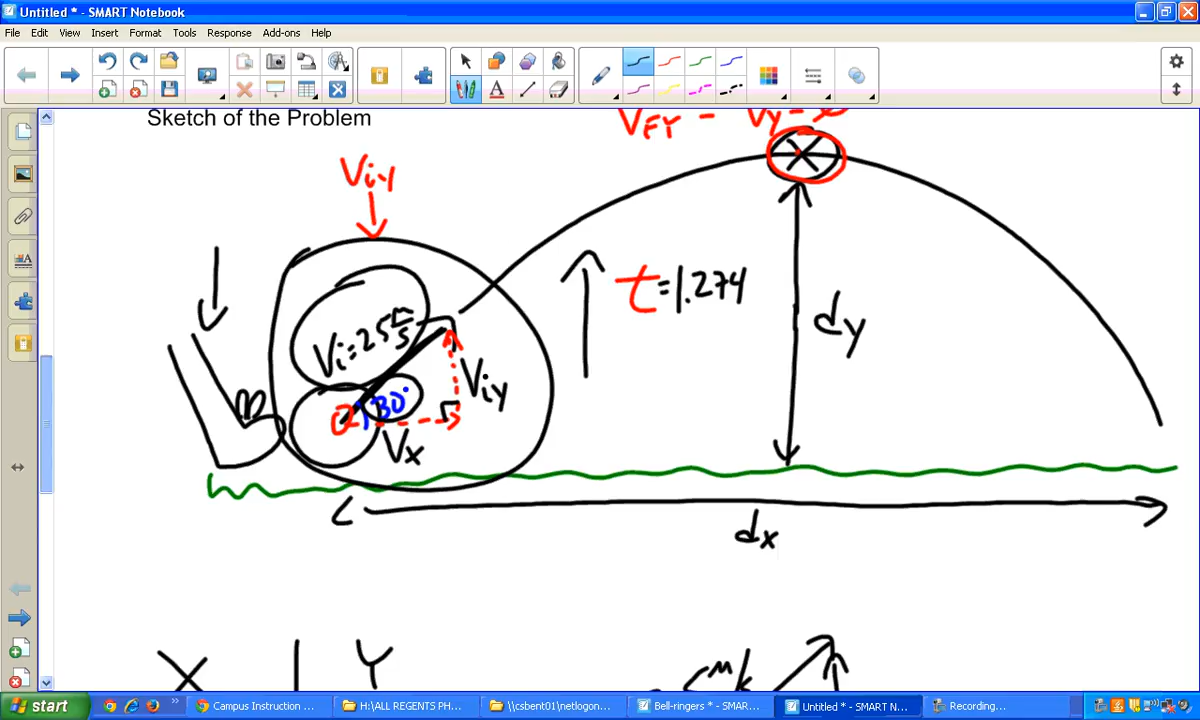 Untitled * - SMART Notebook
File Edit View Insert Format Tools Response Add-ons Help
Sketch of the Problem
VFY = VY =
Viy
t=1.274
Vi=25 m/s
dy
Viy
30°
Vx
dx
X | Y
start
Campus Instruction ...
H:\ALL REGENTS PH...
\\csbent01\netlogon...
Bell-ringers * - SMAR...
Untitled * - SMART N...
Recording...